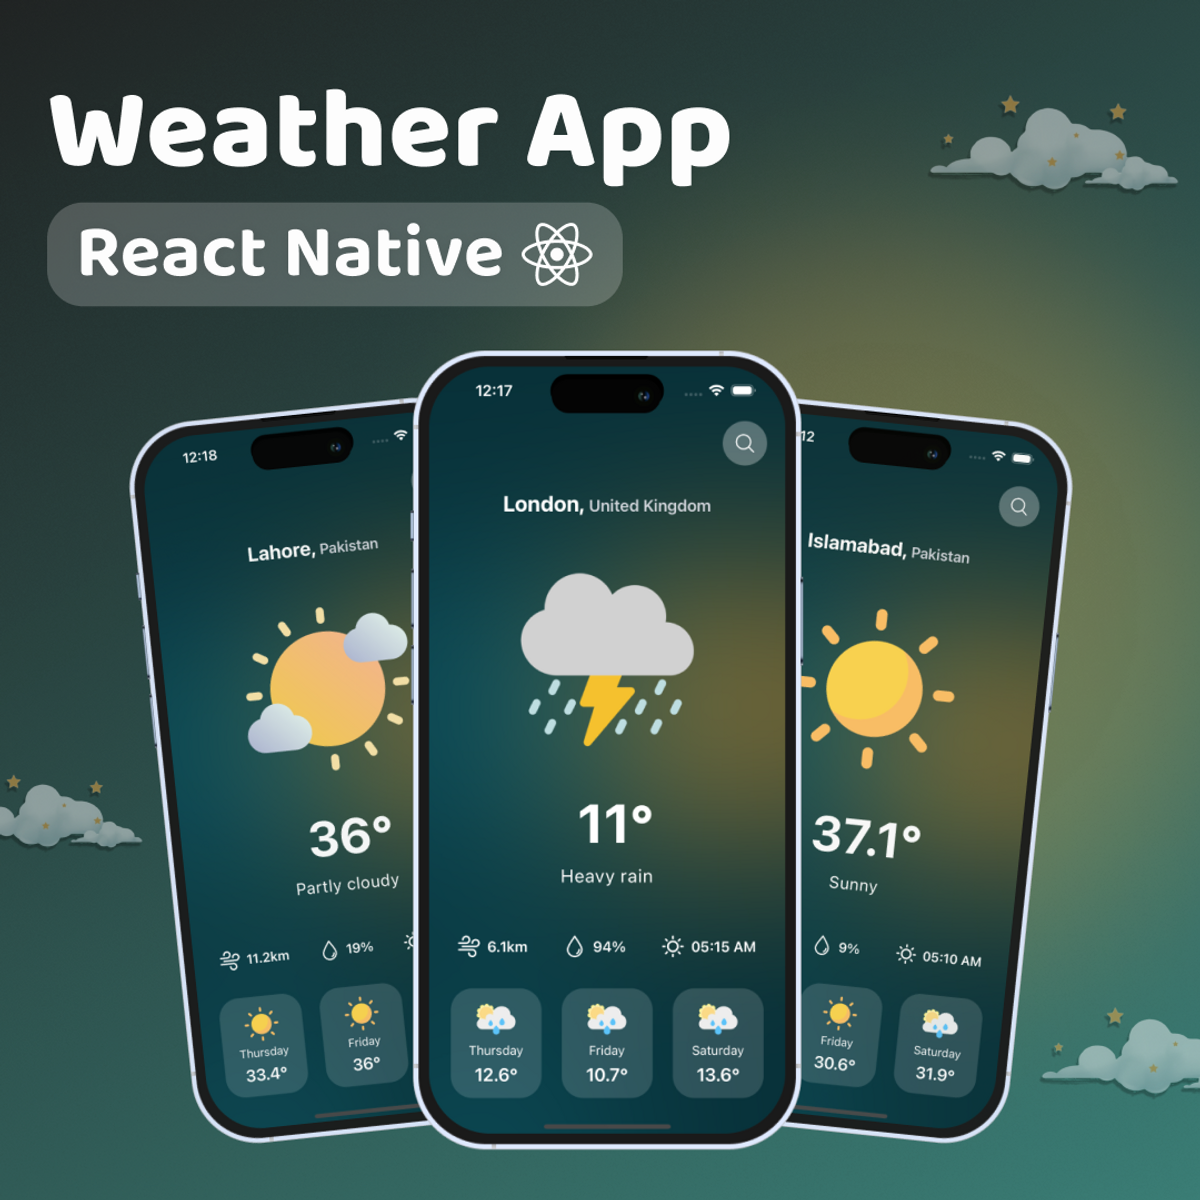 Weather App
React Native
12:18
Lahore, Pakistan
36°
Partly cloudy
11.2km
19%
Thursday
33.4°
Friday
36°
12:17
London, United Kingdom
11°
Heavy rain
6.1km
94%
05:15 AM
Thursday
12.6°
Friday
10.7°
Saturday
13.6°
12
Islamabad, Pakistan
37.1°
Sunny
9%
05:10 AM
Friday
30.6°
Saturday
31.9°